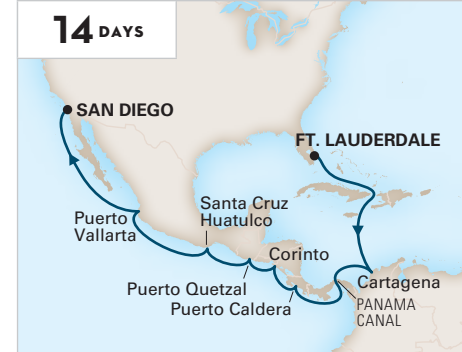 14 DAYS
SAN DIEGO
FT. LAUDERDALE
Puerto
Vallarta
Santa Cruz
Huatulco
Corinto
Puerto Quetzal
Puerto Caldera
Cartagena
PANAMA
CANAL